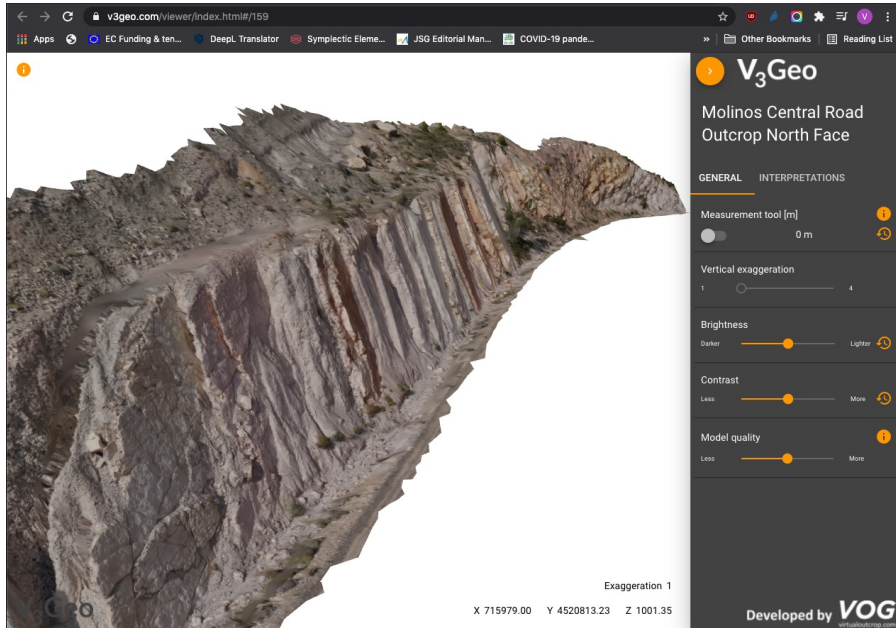 v3geo.com/viewer/index.html#/159
Apps EC Funding & ten... DeepL Translator Symplectic Eleme... JSG Editorial Man... COVID-19 pande... » Other Bookmarks Reading List
V3Geo
Molinos Central Road
Outcrop North Face
GENERAL INTERPRETATIONS
Measurement tool [m]
0 m
Vertical exaggeration
1 4
Brightness
Darker Lighter
Contrast
Less More
Model quality
Less More
Exaggeration 1
X 715979.00 Y 4520813.23 Z 1001.35
V3Geo
Developed by VOG
virtualoutcrop.com